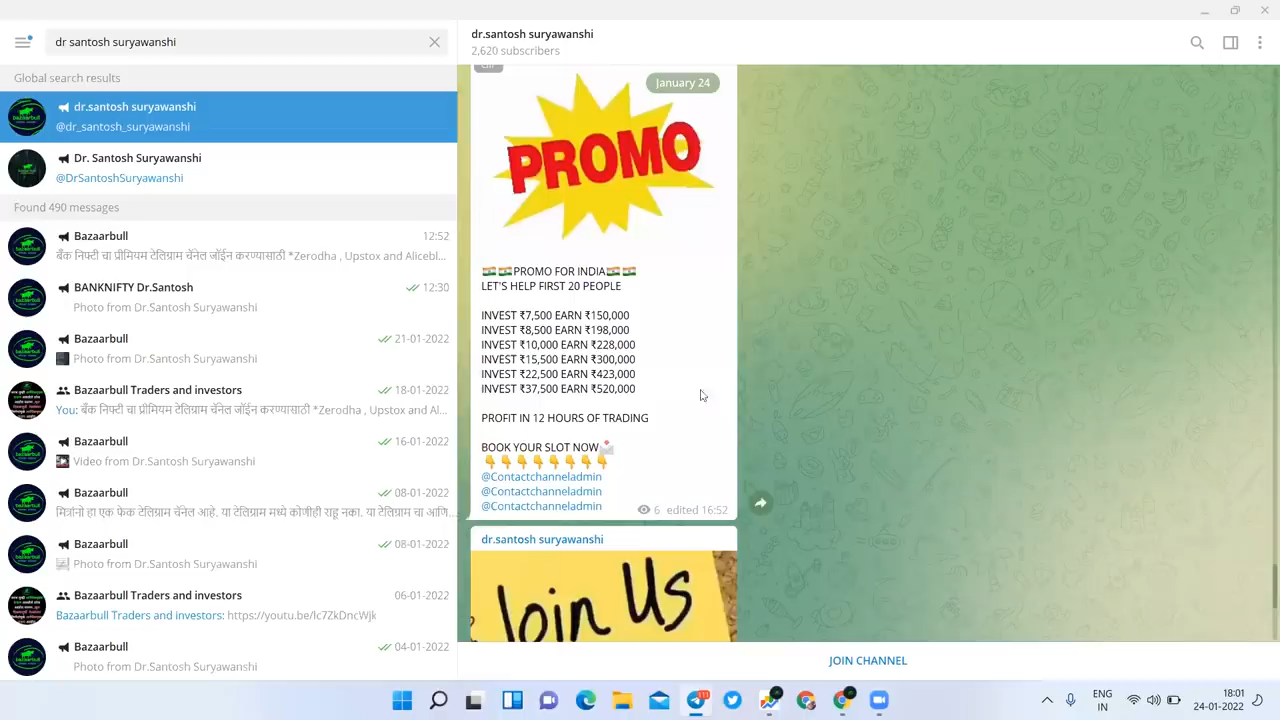 dr santosh suryawanshi
Global search results
dr.santosh suryawanshi
@dr_santosh_suryawanshi
Dr. Santosh Suryawanshi
@DrSantoshSuryawanshi
Found 490 messages
Bazaarbull 12:52
बँक निफ्टी चा प्रीमियम टेलिग्राम चॅनेल जॉईन करण्यासाठी *Zerodha , Upstox and Alicebl...
BANKNIFTY Dr.Santosh 12:30
Photo from Dr.Santosh Suryawanshi
Bazaarbull 21-01-2022
Photo from Dr.Santosh Suryawanshi
Bazaarbull Traders and investors 18-01-2022
You: बँक निफ्टी चा प्रीमियम टेलिग्राम चॅनेल जॉईन करण्यासाठी *Zerodha , Upstox and Al...
Bazaarbull 16-01-2022
Video from Dr.Santosh Suryawanshi
Bazaarbull 08-01-2022
मित्रांनो हा एक फेक टेलिग्राम चॅनेल आहे. या टेलिग्राम मध्ये कोणीही राहू नका. या टेलिग्राम चा आणि...
Bazaarbull 08-01-2022
Photo from Dr.Santosh Suryawanshi
Bazaarbull Traders and investors 06-01-2022
Bazaarbull Traders and investors: https://youtu.be/Ic7ZkDncWjk
Bazaarbull 04-01-2022
Photo from Dr.Santosh Suryawanshi
dr.santosh suryawanshi
2,620 subscribers
January 24
PROMO
🇮🇳🇮🇳PROMO FOR INDIA🇮🇳🇮🇳
LET'S HELP FIRST 20 PEOPLE
INVEST ₹7,500 EARN ₹150,000
INVEST ₹8,500 EARN ₹198,000
INVEST ₹10,000 EARN ₹228,000
INVEST ₹15,500 EARN ₹300,000
INVEST ₹22,500 EARN ₹423,000
INVEST ₹37,500 EARN ₹520,000
PROFIT IN 12 HOURS OF TRADING
BOOK YOUR SLOT NOW📩
👇👇👇👇👇👇👇👇
@Contactchanneladmin
@Contactchanneladmin
@Contactchanneladmin
6 edited 16:52
dr.santosh suryawanshi
Join Us
JOIN CHANNEL
ENG
IN
18:01
24-01-2022